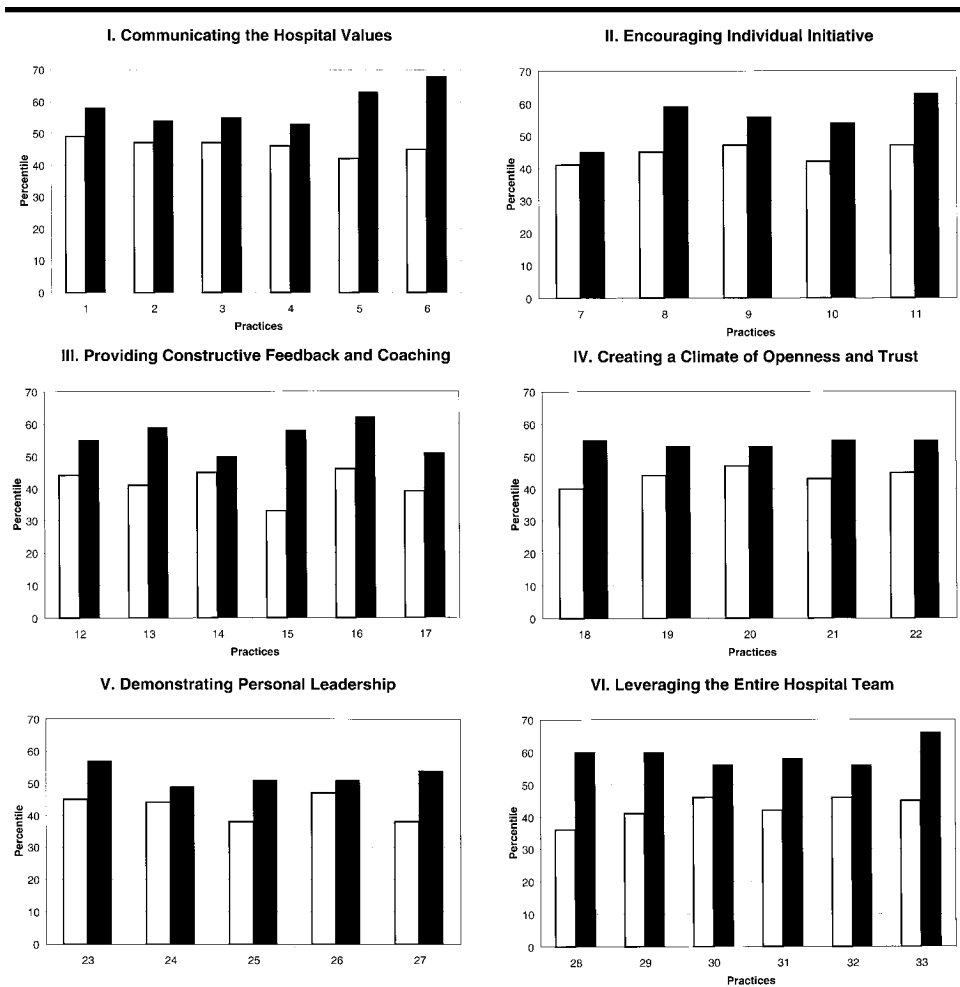 I. Communicating the Hospital Values
Percentile
70
60
50
40
30
20
10
0
1 2 3 4 5 6
Practices
II. Encouraging Individual Initiative
Percentile
70
60
50
40
30
20
10
0
7 8 9 10 11
Practices
III. Providing Constructive Feedback and Coaching
Percentile
70
60
50
40
30
20
10
0
12 13 14 15 16 17
Practices
IV. Creating a Climate of Openness and Trust
Percentile
70
60
50
40
30
20
10
0
18 19 20 21 22
Practices
V. Demonstrating Personal Leadership
Percentile
70
60
50
40
30
20
10
0
23 24 25 26 27
VI. Leveraging the Entire Hospital Team
Percentile
70
60
50
40
30
20
10
0
28 29 30 31 32 33
Practices